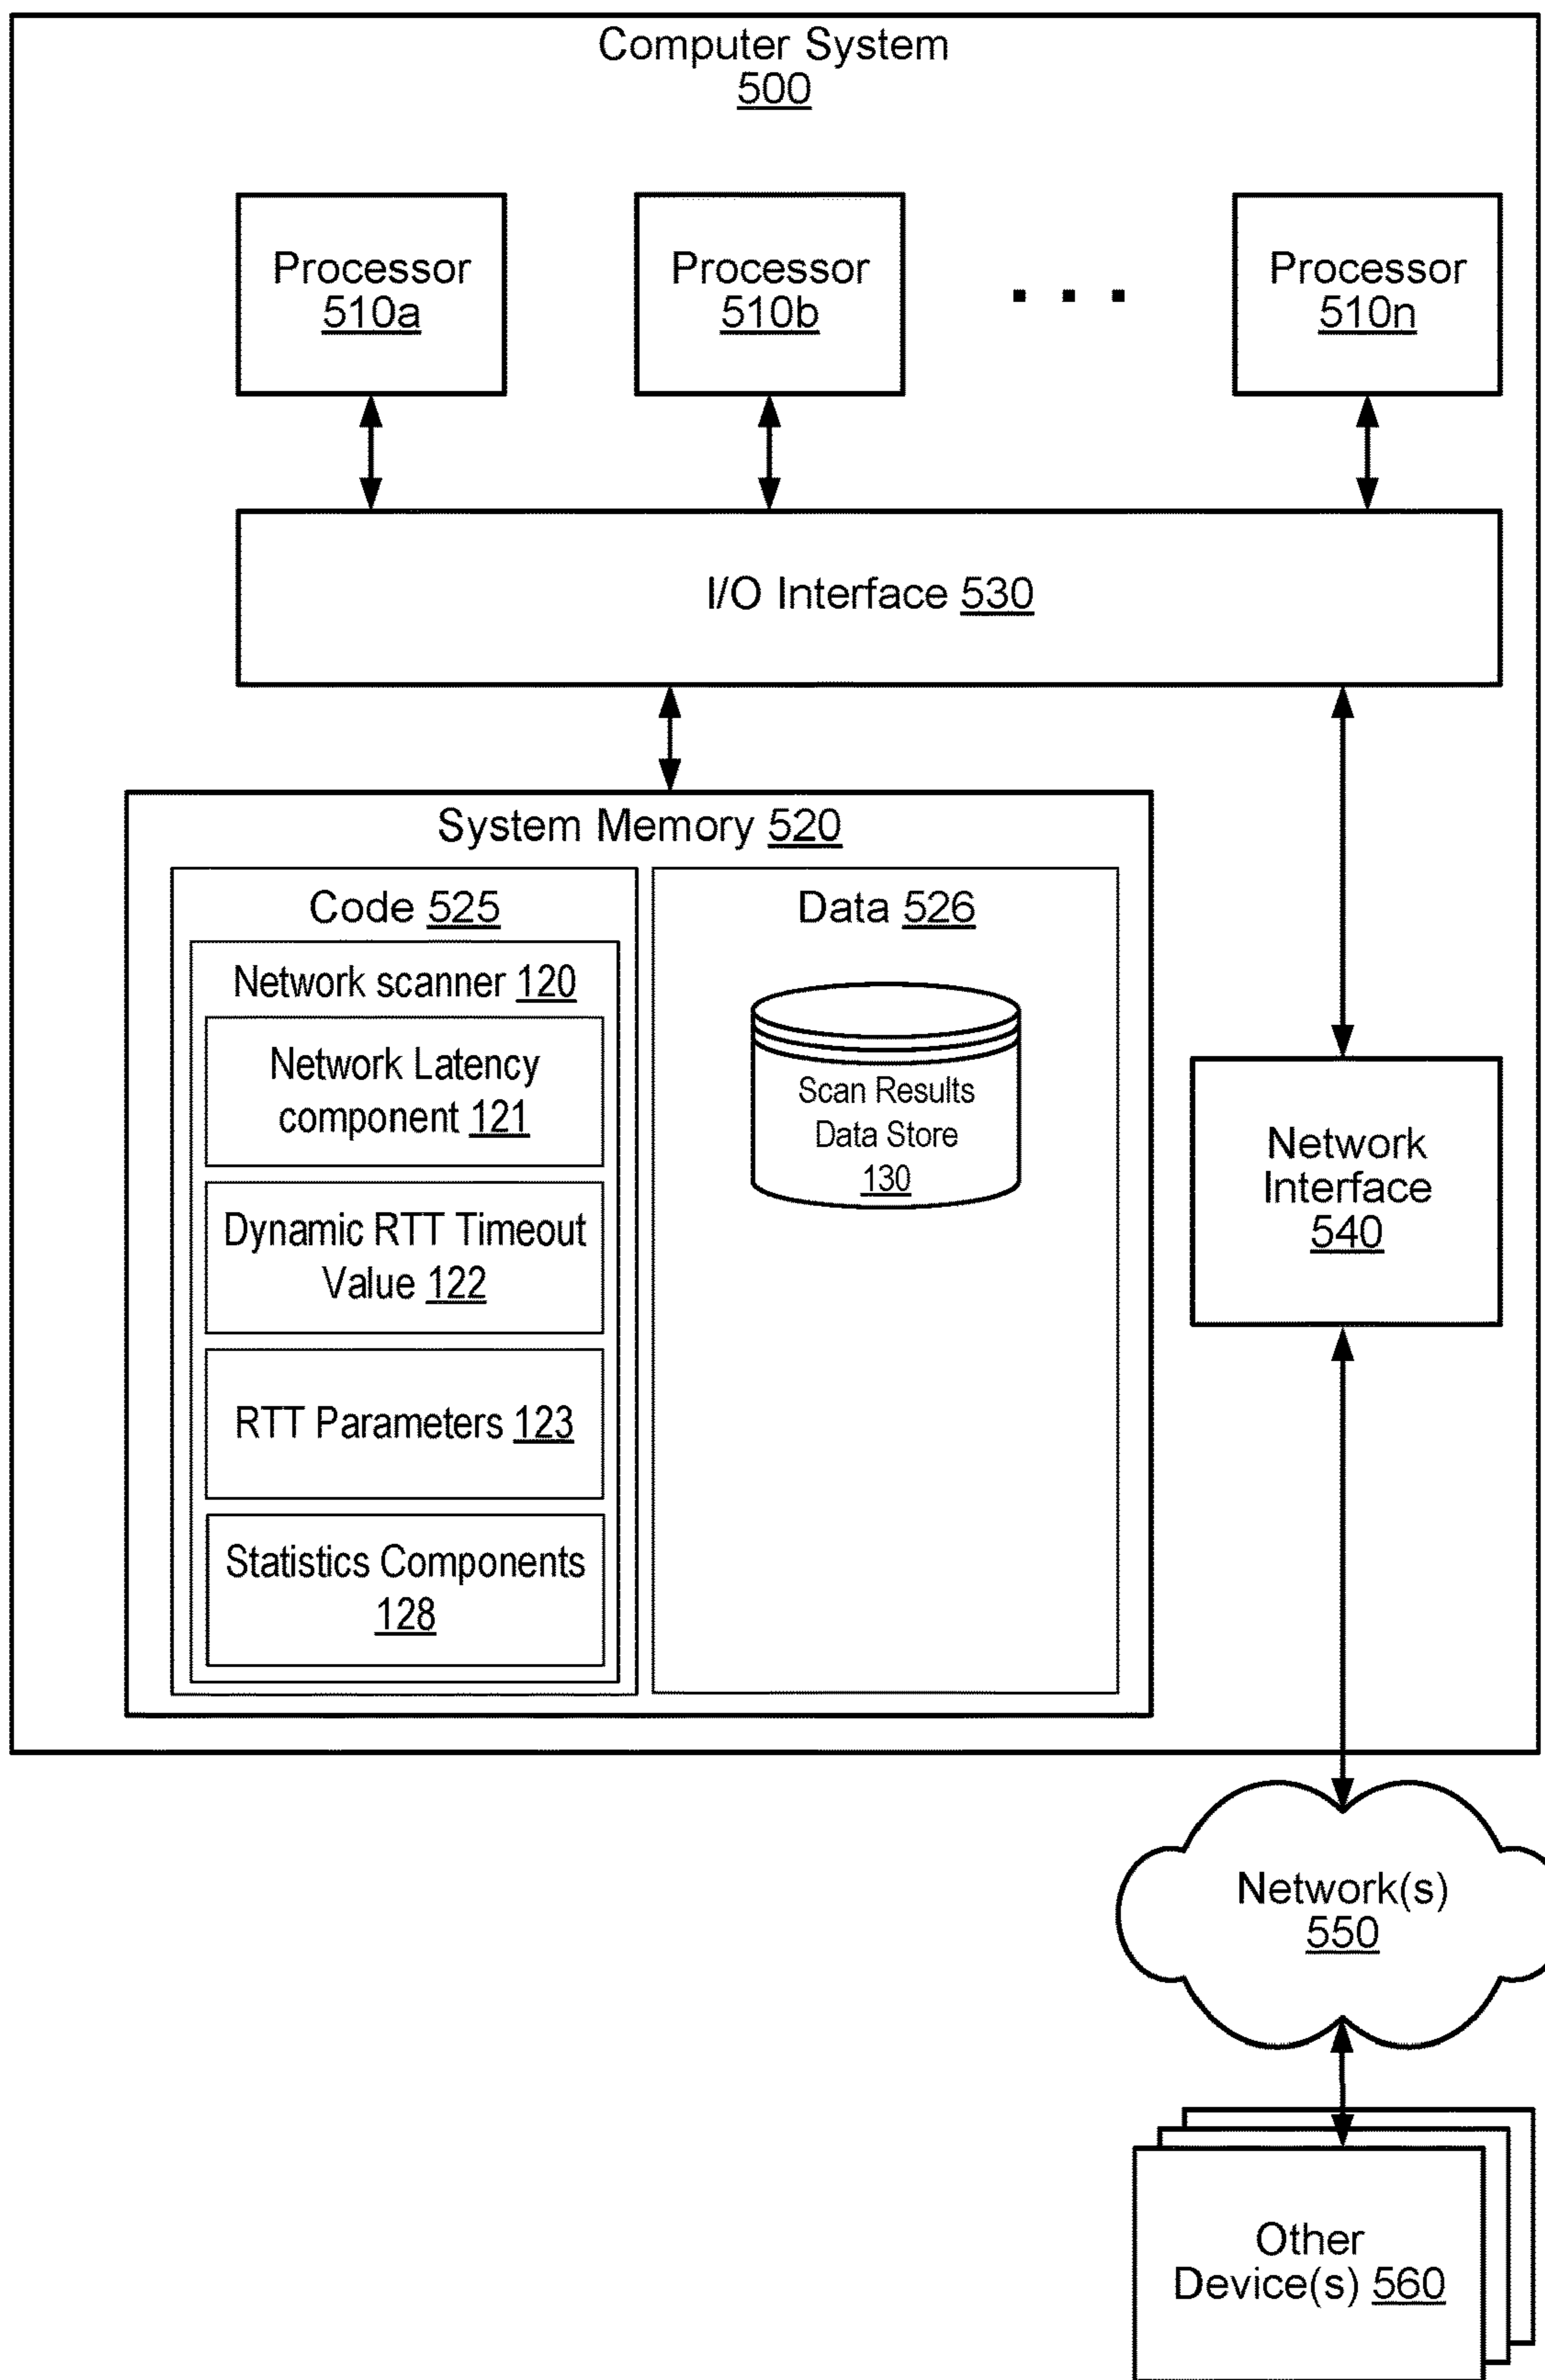 Computer System
500
Processor
510a
Processor
510b
. . .
Processor
510n
I/O Interface 530
System Memory 520
Code 525
Network scanner 120
Network Latency
component 121
Dynamic RTT Timeout
Value 122
RTT Parameters 123
Statistics Components
128
Data 526
Scan Results
Data Store
130
Network
Interface
540
Network(s)
550
Other
Device(s) 560